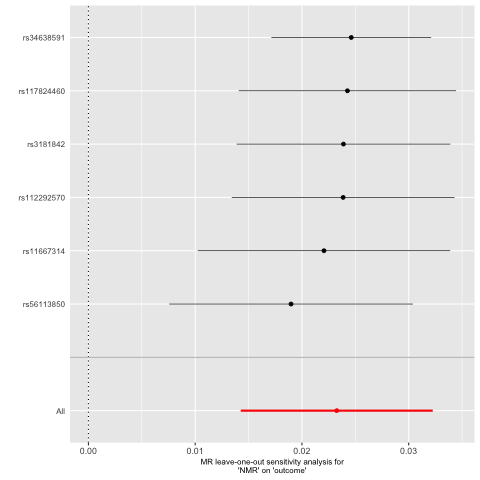 rs34638591
rs117824460
rs3181842
rs112292570
rs11667314
rs56113850
All
0.00 0.01 0.02 0.03
MR leave-one-out sensitivity analysis for
'NMR' on 'outcome'